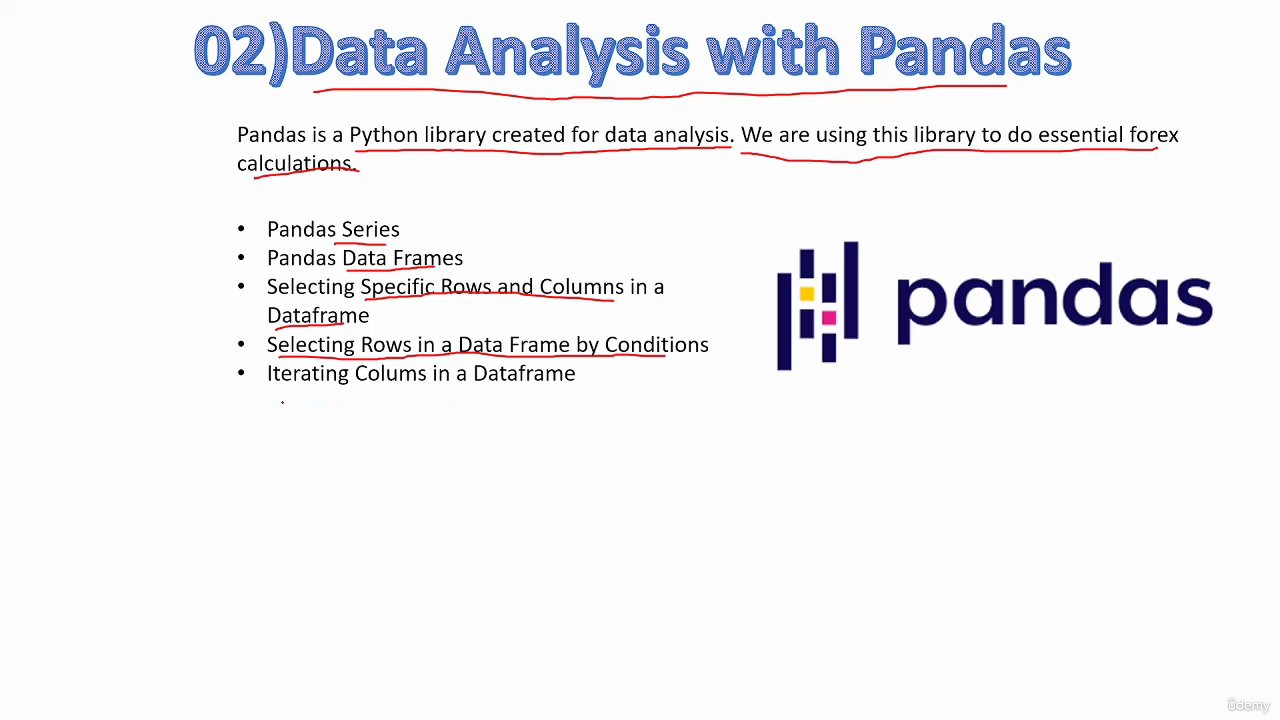 02)Data Analysis with Pandas
Pandas is a Python library created for data analysis. We are using this library to do essential forex
calculations.
• Pandas Series
• Pandas Data Frames
• Selecting Specific Rows and Columns in a
Dataframe
• Selecting Rows in a Data Frame by Conditions
• Iterating Colums in a Dataframe
pandas
ûdemy